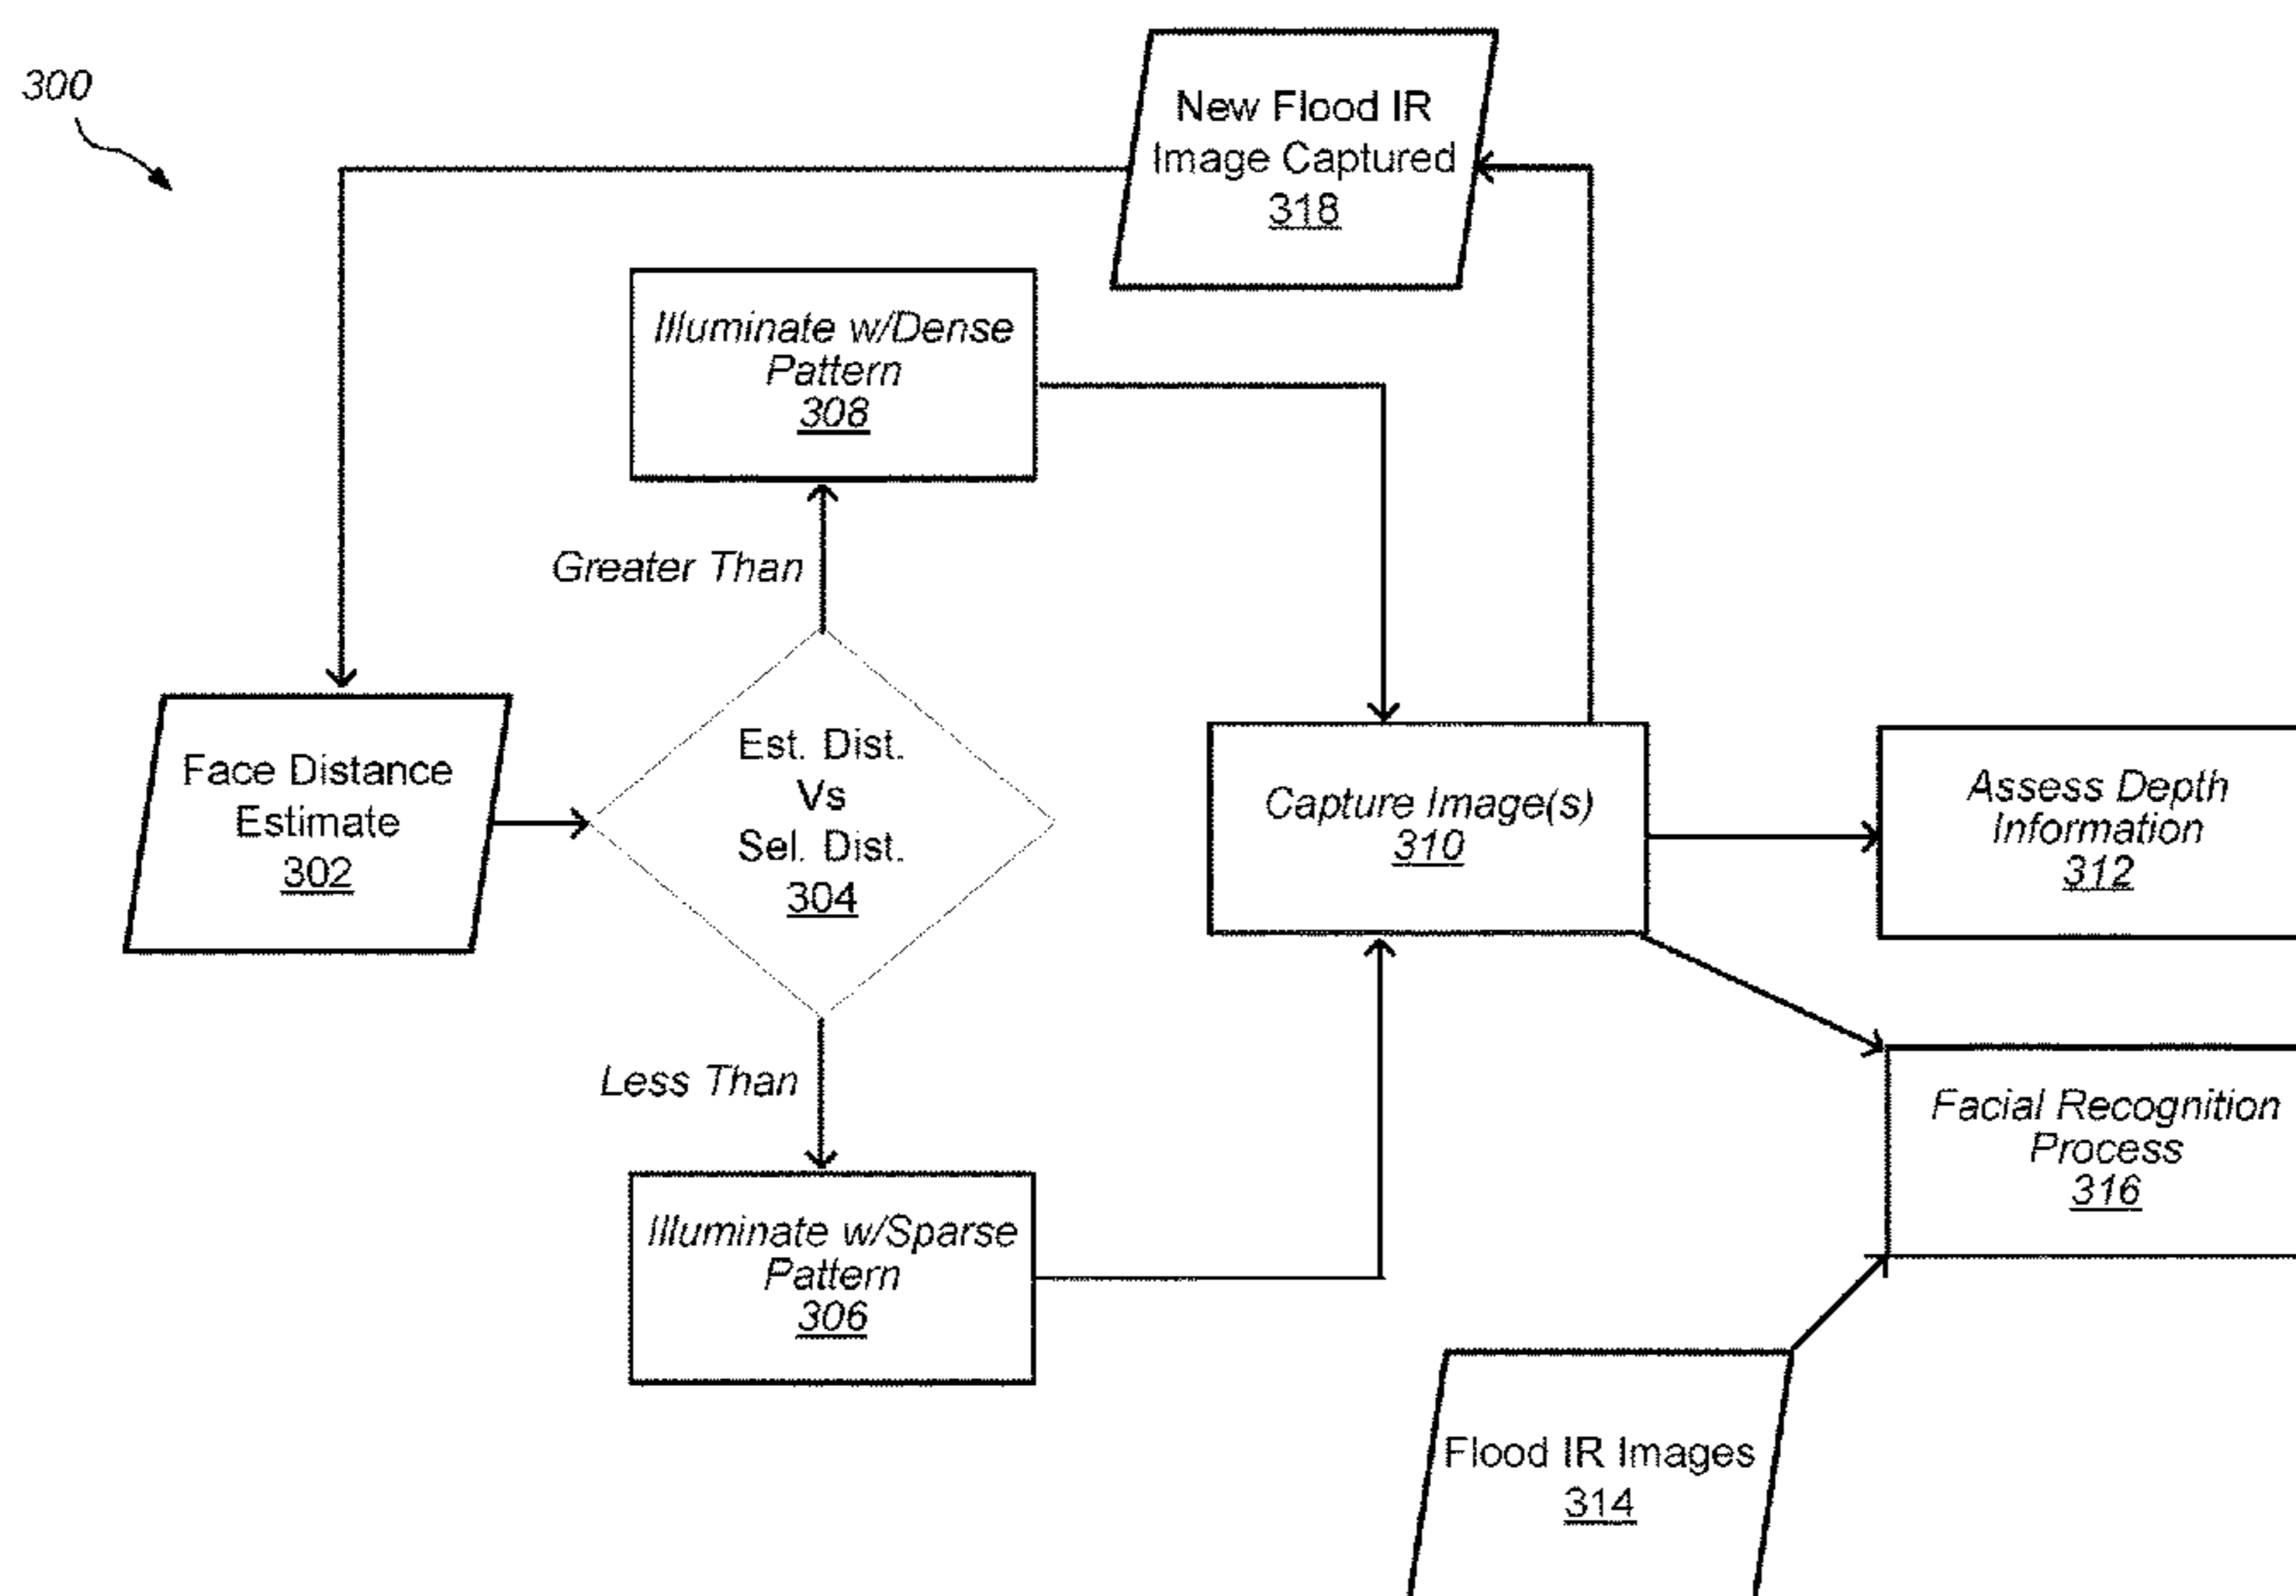 300
New Flood IR
Image Captured
318
Illuminate w/Dense
Pattern
308
Greater Than
Face Distance
Estimate
302
Est. Dist.
Vs
Sel. Dist.
304
Capture Image(s)
310
Assess Depth
Information
312
Less Than
Facial Recognition
Process
316
Illuminate w/Sparse
Pattern
306
Flood IR Images
314